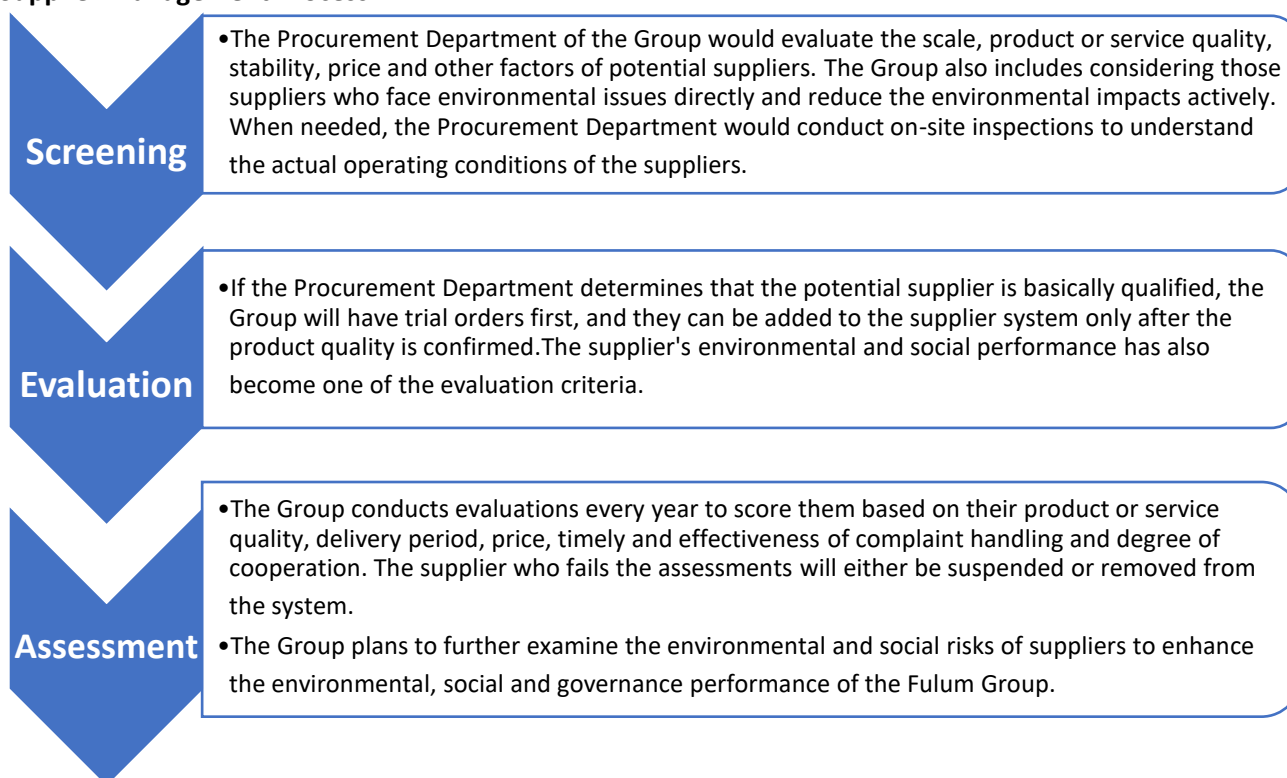 •The Procurement Department of the Group would evaluate the scale, product or service quality,
stability, price and other factors of potential suppliers. The Group also includes considering those
suppliers who face environmental issues directly and reduce the environmental impacts actively.
When needed, the Procurement Department would conduct on-site inspections to understand
the actual operating conditions of the suppliers.
Screening
•If the Procurement Department determines that the potential supplier is basically qualified, the
Group will have trial orders first, and they can be added to the supplier system only after the
product quality is confirmed.The supplier's environmental and social performance has also
become one of the evaluation criteria.
Evaluation
•The Group conducts evaluations every year to score them based on their product or service
quality, delivery period, price, timely and effectiveness of complaint handling and degree of
cooperation. The supplier who fails the assessments will either be suspended or removed from
the system.
•The Group plans to further examine the environmental and social risks of suppliers to enhance
the environmental, social and governance performance of the Fulum Group.
Assessment